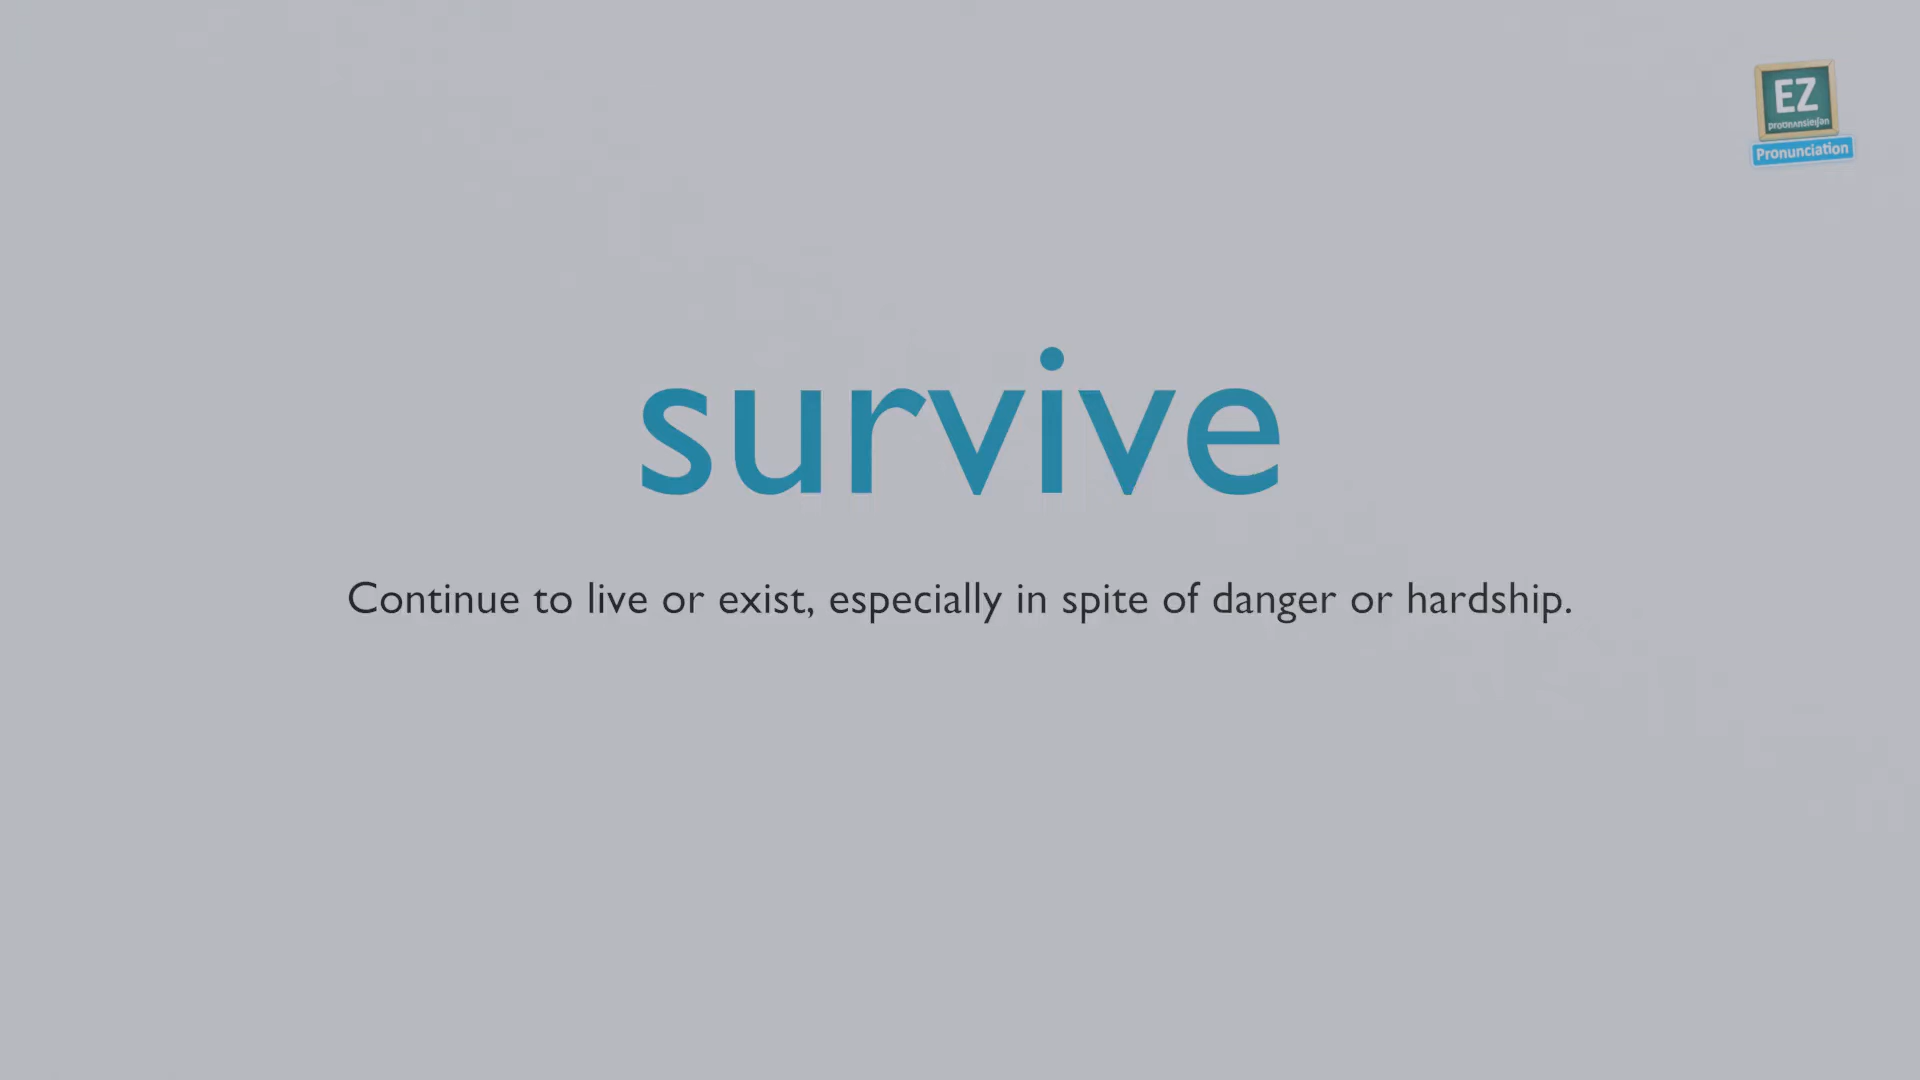 EZ
Pronunciation
survive
Continue to live or exist, especially in spite of danger or hardship.